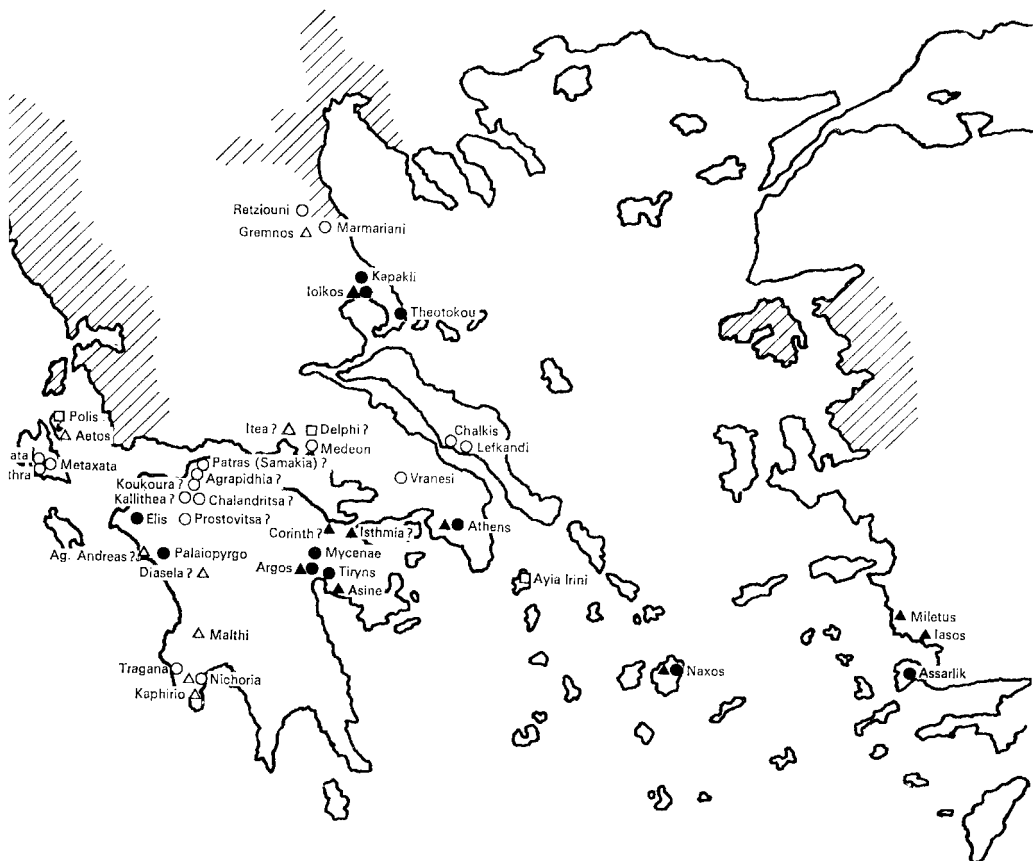 Retziouni
Marmariani
Gremnos
Kapakli
Iolkos
Theotokou
Polis
Aetos
Itea ?
Delphi ?
Medeon
Chalkis
Lefkandi
ata
Metaxata
thra
Patras (Samakia) ?
Agrapidhia ?
Koukoura ?
Vranesi
Kallithea ?
Chalandritsa ?
Elis
Prostovitsa ?
Corinth ?
Isthmia ?
Athens
Ag. Andreas ?
Palaiopyrgo
Mycenae
Diasela ?
Argos
Tiryns
Asine
Ayia Irini
Miletus
Iasos
Malthi
Tragana
Nichoria
Kaphirio
Naxos
Assarlik